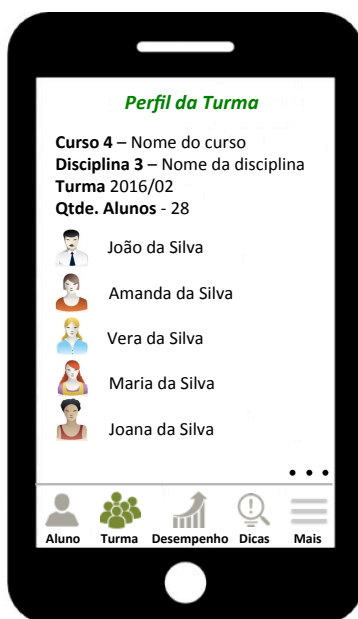 Perfil da Turma
Curso 4 – Nome do curso
Disciplina 3 – Nome da disciplina
Turma 2016/02
Qtde. Alunos - 28
João da Silva
Amanda da Silva
Vera da Silva
Maria da Silva
Joana da Silva
...
Aluno Turma Desempenho Dicas Mais